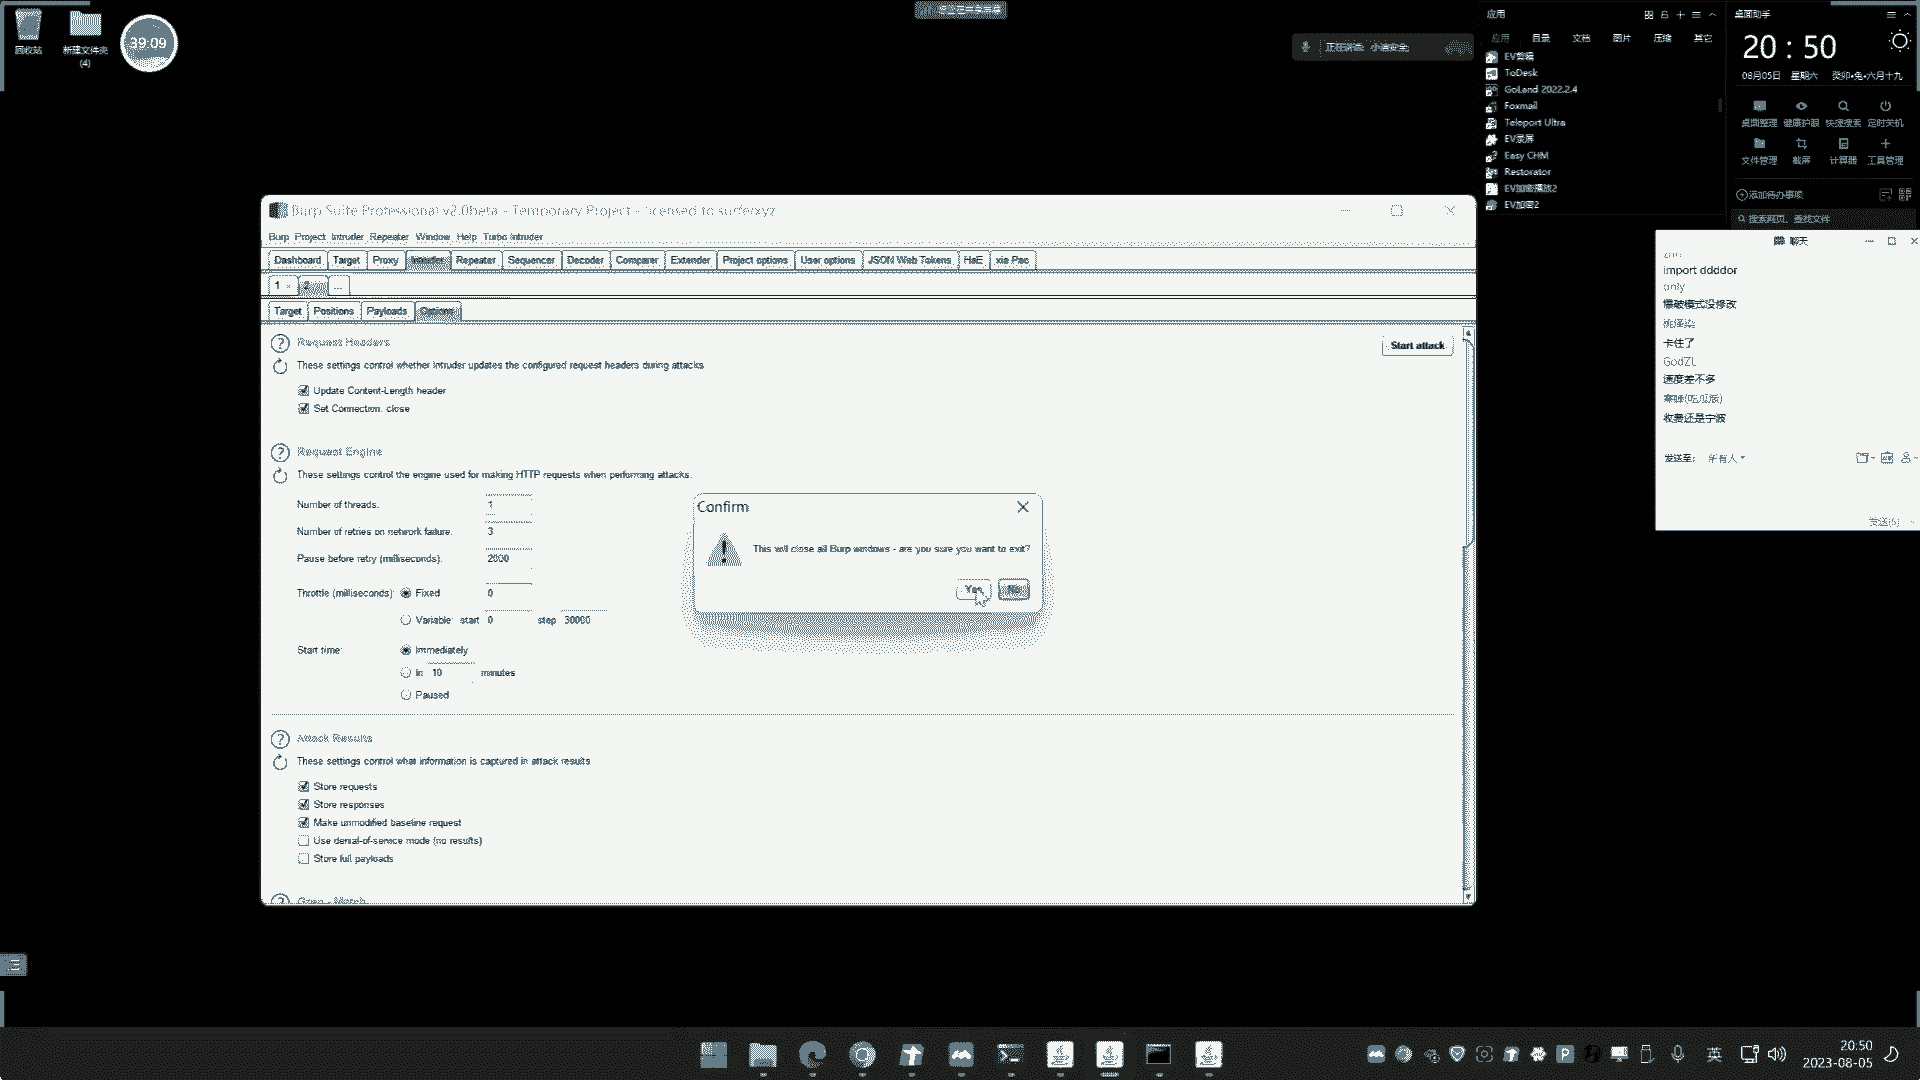 回收站
新建文件夹
(4)
39:09
应用
目录
文档
图片
压缩
其它
EV剪辑
ToDesk
GoLand 2022.2.4
Foxmail
Teleport Ultra
EV录屏
Easy CHM
Restorator
EV加密播放2
EV加密2
桌面助手
20 : 50
08月05日 星期六 癸卯•兔•六月十九
桌面整理 健康护眼 快速搜索 定时关机
文件管理 截屏 计算器 工具管理
添加待办事项
搜索网页、查找文件
Burp Suite Professional v2.0beta - Temporary Project - licensed to surferxyz
Burp Project Intruder Repeater Window Help Turbo Intruder
Dashboard Target Proxy Intruder Repeater Sequencer Decoder Comparer Extender Project options User options JSON Web Tokens HaE xia Pao
1 × 2 ...
Target Positions Payloads Options
Request Headers
Start attack
These settings control whether Intruder updates the configured request headers during attacks
Update Content-Length header
Set Connection: close
Request Engine
These settings control the engine used for making HTTP requests when performing attacks.
Number of threads: 1
Number of retries on network failure: 3
Pause before retry (milliseconds): 2000
Throttle (milliseconds): Fixed 0
Variable: start 0 step 30000
Start time: Immediately
In 10 minutes
Paused
Attack Results
These settings control what information is captured in attack results
Store requests
Store responses
Make unmodified baseline request
Use denial-of-service mode (no results)
Store full payloads
Grep - Match
Confirm
This will close all Burp windows - are you sure you want to exit?
Yes No
聊天
import ddddor
only
爆破模式没修改
卡住了
GodZL
速度差不多
收费还是宁波
发送至: 所有人
发送(S)
英
20:50
2023-08-05